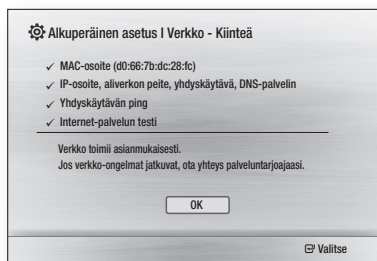 Alkuperäinen asetus I Verkko - Kiinteä
✓ MAC-osoite (d0:66:7b:dc:28:fc)
✓ IP-osoite, aliverkon peite, yhdyskäytävä, DNS-palvelin
✓ Yhdyskäytävän ping
✓ Internet-palvelun testi
Verkko toimii asianmukaisesti.
Jos verkko-ongelmat jatkuvat, ota yhteys palveluntarjoajaasi.
OK
Valitse